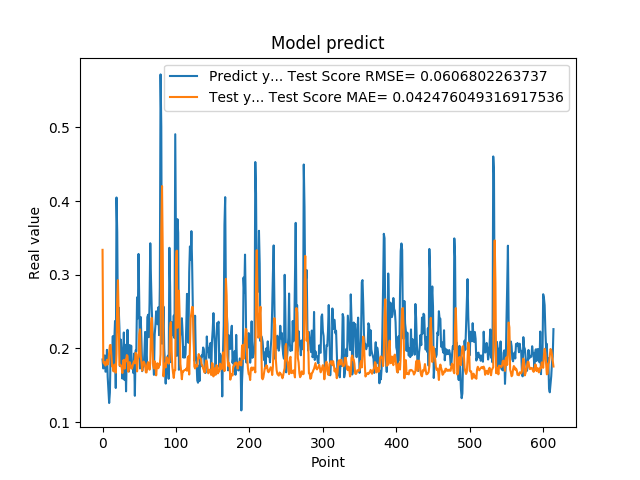 Model predict
Predict y... Test Score RMSE= 0.0606802263737
Test y... Test Score MAE= 0.042476049316917536
Real value
0.5
0.4
0.3
0.2
0.1
0
100
200
300
400
500
600
Point